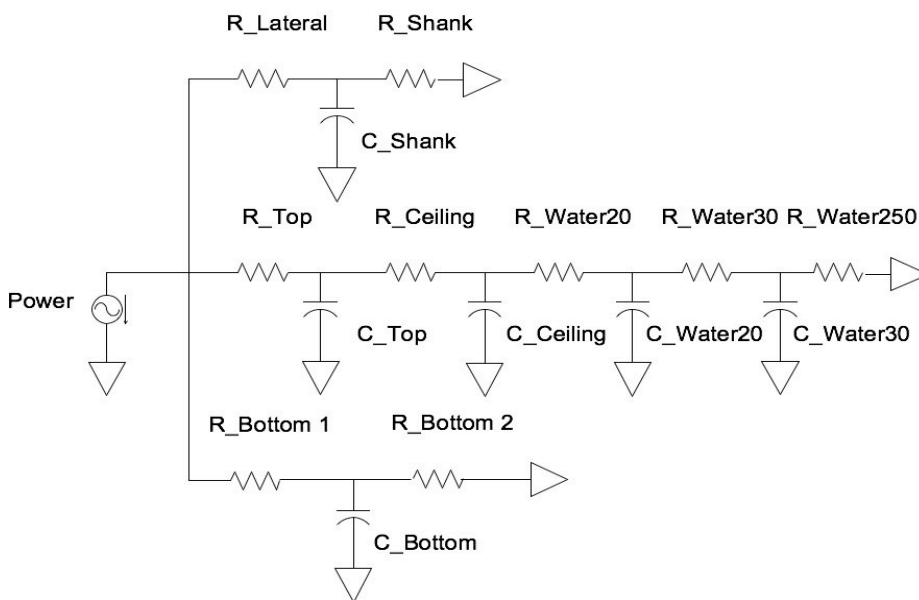 R_Lateral R_Shank
C_Shank
R_Top R_Ceiling R_Water20 R_Water30 R_Water250
Power
C_Top C_Ceiling C_Water20 C_Water30
R_Bottom 1 R_Bottom 2
C_Bottom